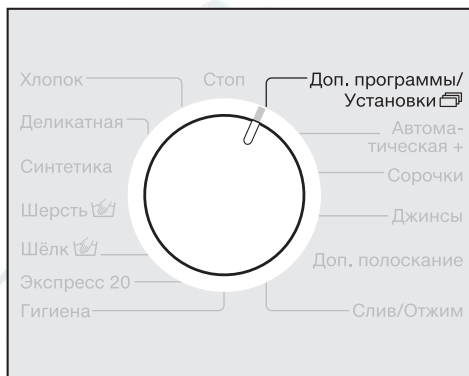 Хлопок
Стоп
Доп. программы/
Установки
Деликатная
Автома-
тическая +
Синтетика
Сорочки
Шерсть
Джинсы
Шёлк
Доп. полоскание
Экспресс 20
Гигиена
Слив/Отжим